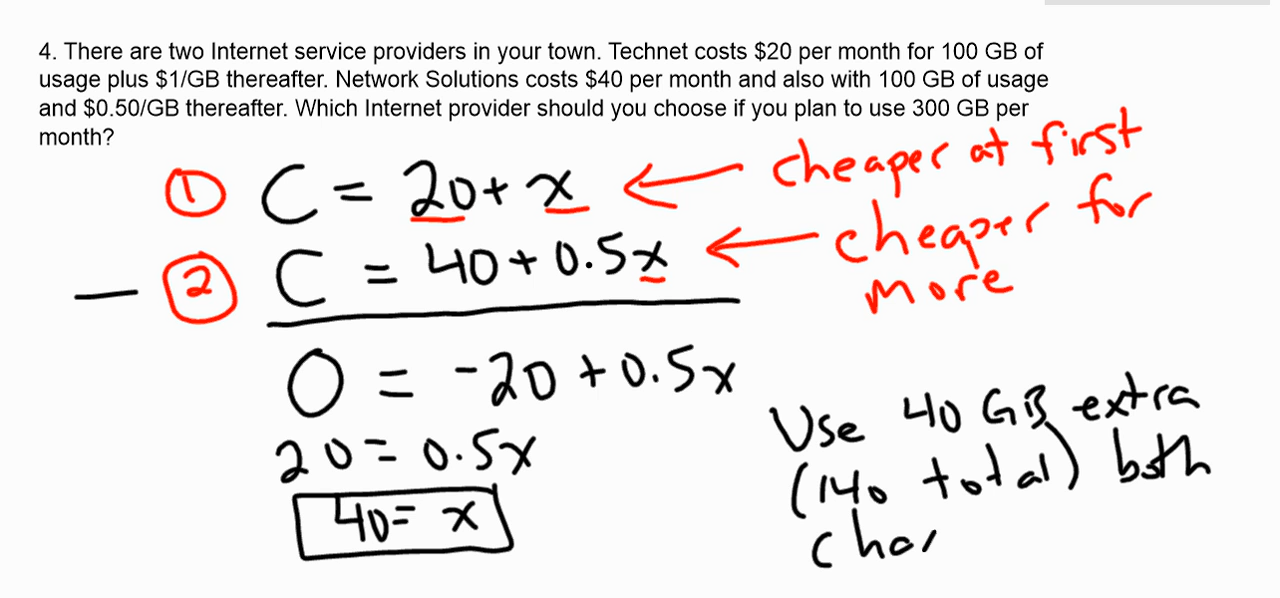 4. There are two Internet service providers in your town. Technet costs $20 per month for 100 GB of
usage plus $1/GB thereafter. Network Solutions costs $40 per month and also with 100 GB of usage
and $0.50/GB thereafter. Which Internet provider should you choose if you plan to use 300 GB per
month?
① C = 20 + x ← cheaper at first
− ② C = 40 + 0.5x ← cheaper for
more
0 = -20 + 0.5x
20 = 0.5x
40 = x
Use 40 GB extra
(140 total) both
cha